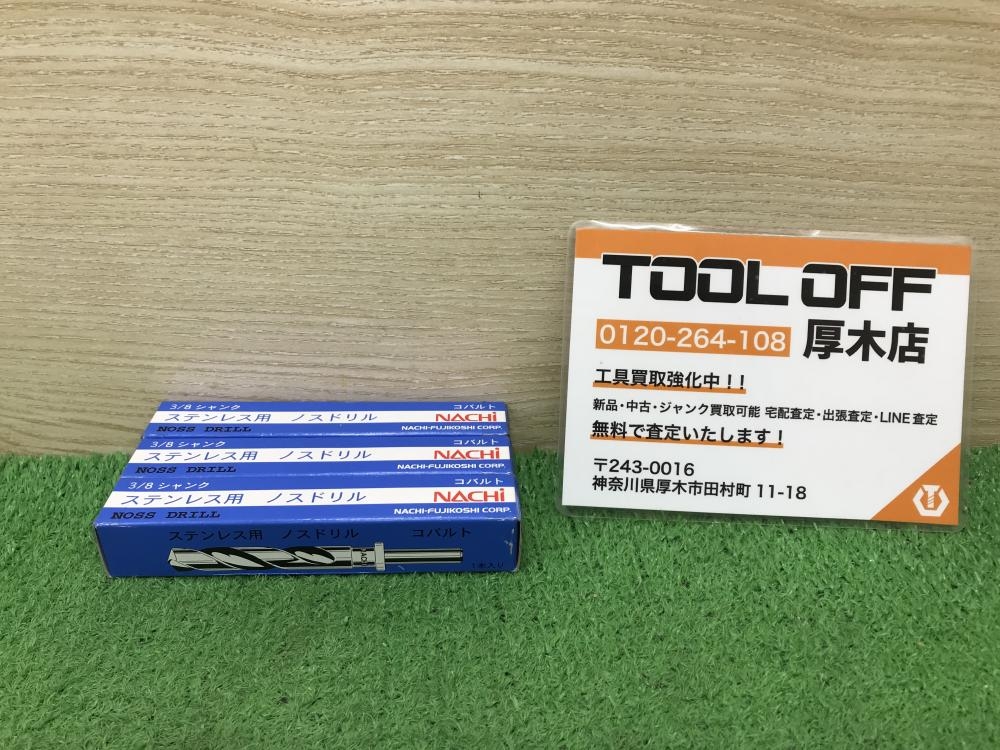 3/8 シャンク コバルト
ステンレス用 ノスドリル NACHi
NOSS DRILL NACHI-FUJIKOSHI CORP.
3/8 シャンク コバルト
ステンレス用 ノスドリル NACHi
NOSS DRILL NACHI-FUJIKOSHI CORP.
3/8 シャンク コバルト
ステンレス用 ノスドリル NACHi
NOSS DRILL NACHI-FUJIKOSHI CORP.
ステンレス用 ノスドリル コバルト
1本入り
TOOL OFF
0120-264-108 厚木店
工具買取強化中！！
新品・中古・ジャンク買取可能 宅配査定・出張査定・LINE査定
無料で査定いたします！
〒243-0016
神奈川県厚木市田村町 11-18